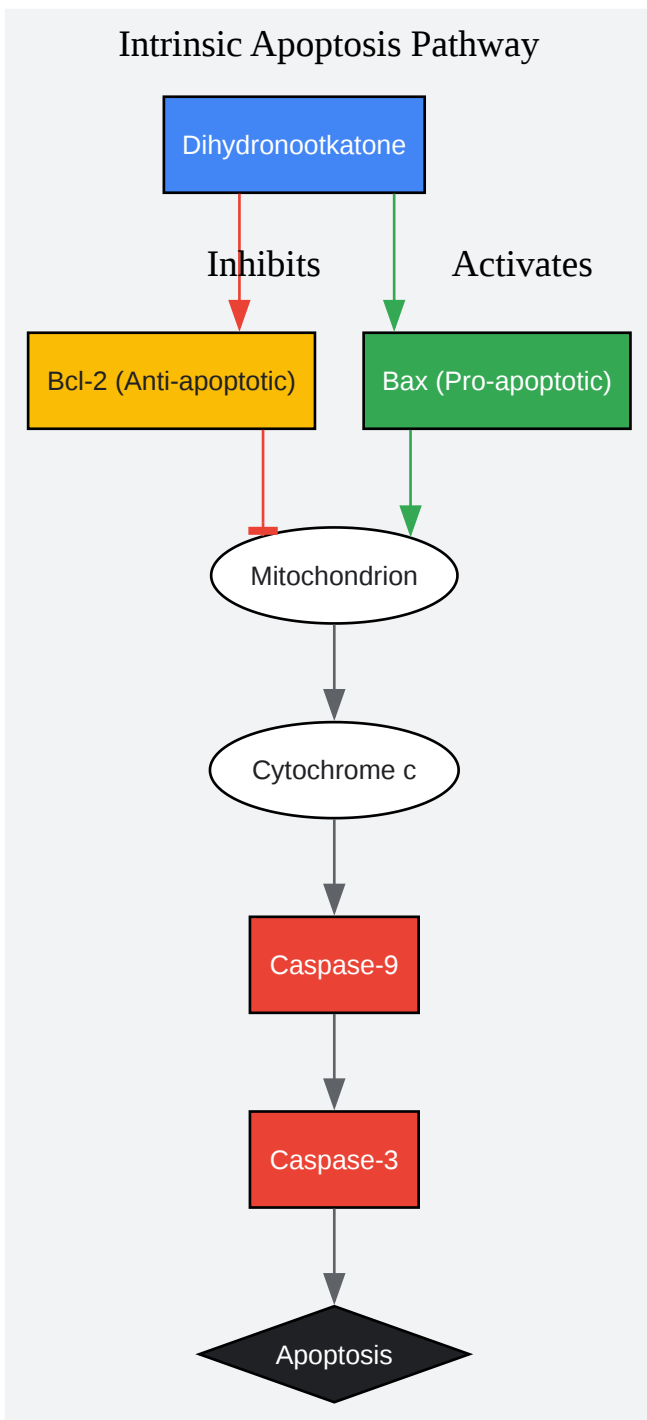 Intrinsic Apoptosis Pathway
Dihydronootkatone
Inhibits
Activates
Bcl-2 (Anti-apoptotic)
Bax (Pro-apoptotic)
Mitochondrion
Cytochrome c
Caspase-9
Caspase-3
Apoptosis